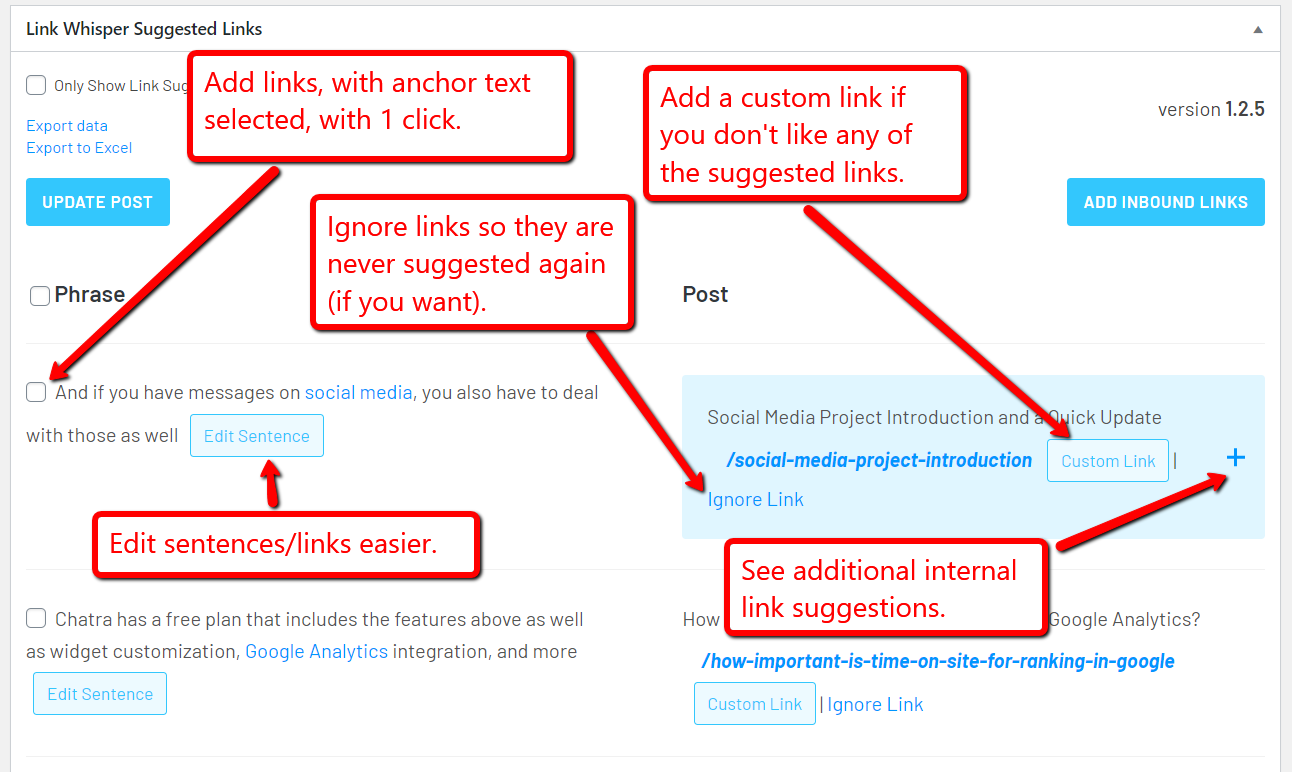 Link Whisper Suggested Links
Only Show Link
Add links, with anchor text
selected, with 1 click.
Add a custom link if
you don't like any of
the suggested links.
version 1.2.5
Export data
Export to Excel
UPDATE POST
ADD INBOUND LINKS
Ignore links so they are
never suggested again
(if you want).
Phrase
Post
And if you have messages on social media, you also have to deal
with those as well Edit Sentence
Social Media Project Introduction and a Quick Update
/social-media-project-introduction Custom Link |
+
Ignore Link
Edit sentences/links easier.
See additional internal
link suggestions.
Chatra has a free plan that includes the features above as well
as widget customization, Google Analytics integration, and more
Edit Sentence
How Google Analytics?
/how-important-is-time-on-site-for-ranking-in-google
Custom Link | Ignore Link